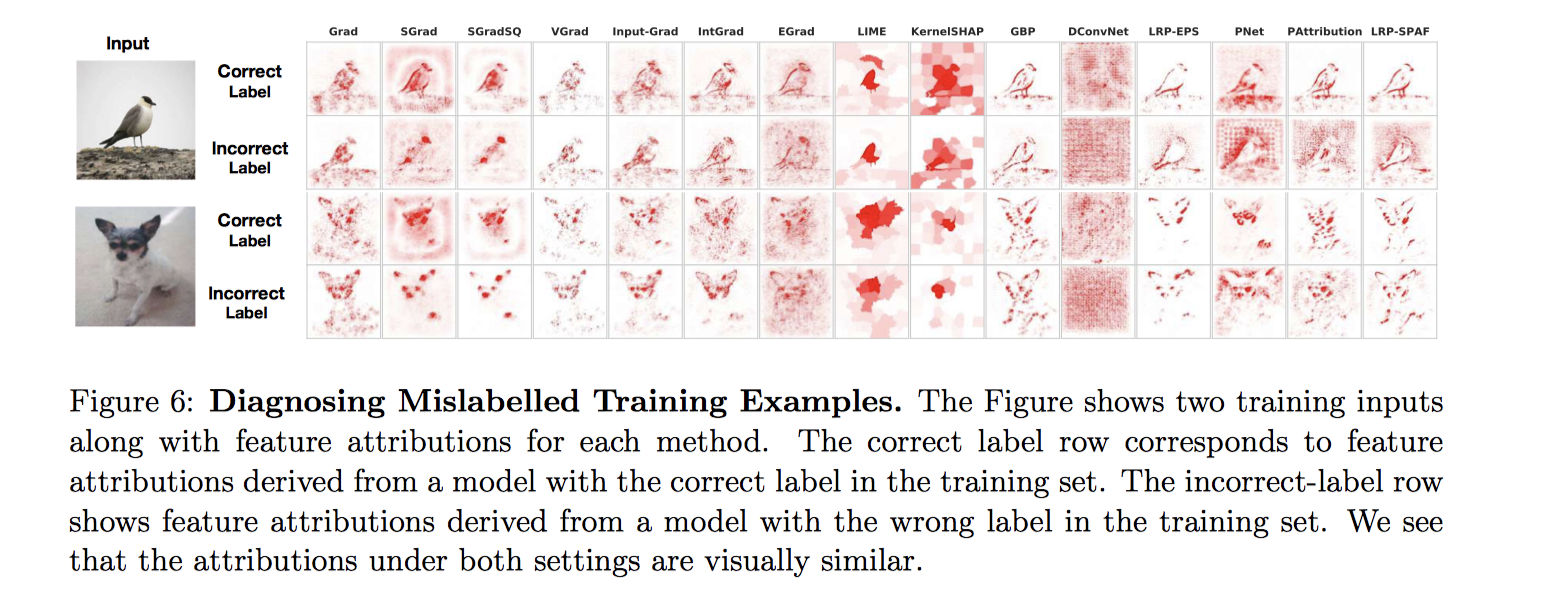 Grad SGrad SGradSQ VGrad Input-Grad IntGrad EGrad LIME KernelSHAP GBP DConvNet LRP-EPS PNet PAttribution LRP-SPAF
Input
Correct
Label
Incorrect
Label
Correct
Label
Incorrect
Label
Figure 6: Diagnosing Mislabelled Training Examples. The Figure shows two training inputs
along with feature attributions for each method. The correct label row corresponds to feature
attributions derived from a model with the correct label in the training set. The incorrect-label row
shows feature attributions derived from a model with the wrong label in the training set. We see
that the attributions under both settings are visually similar.